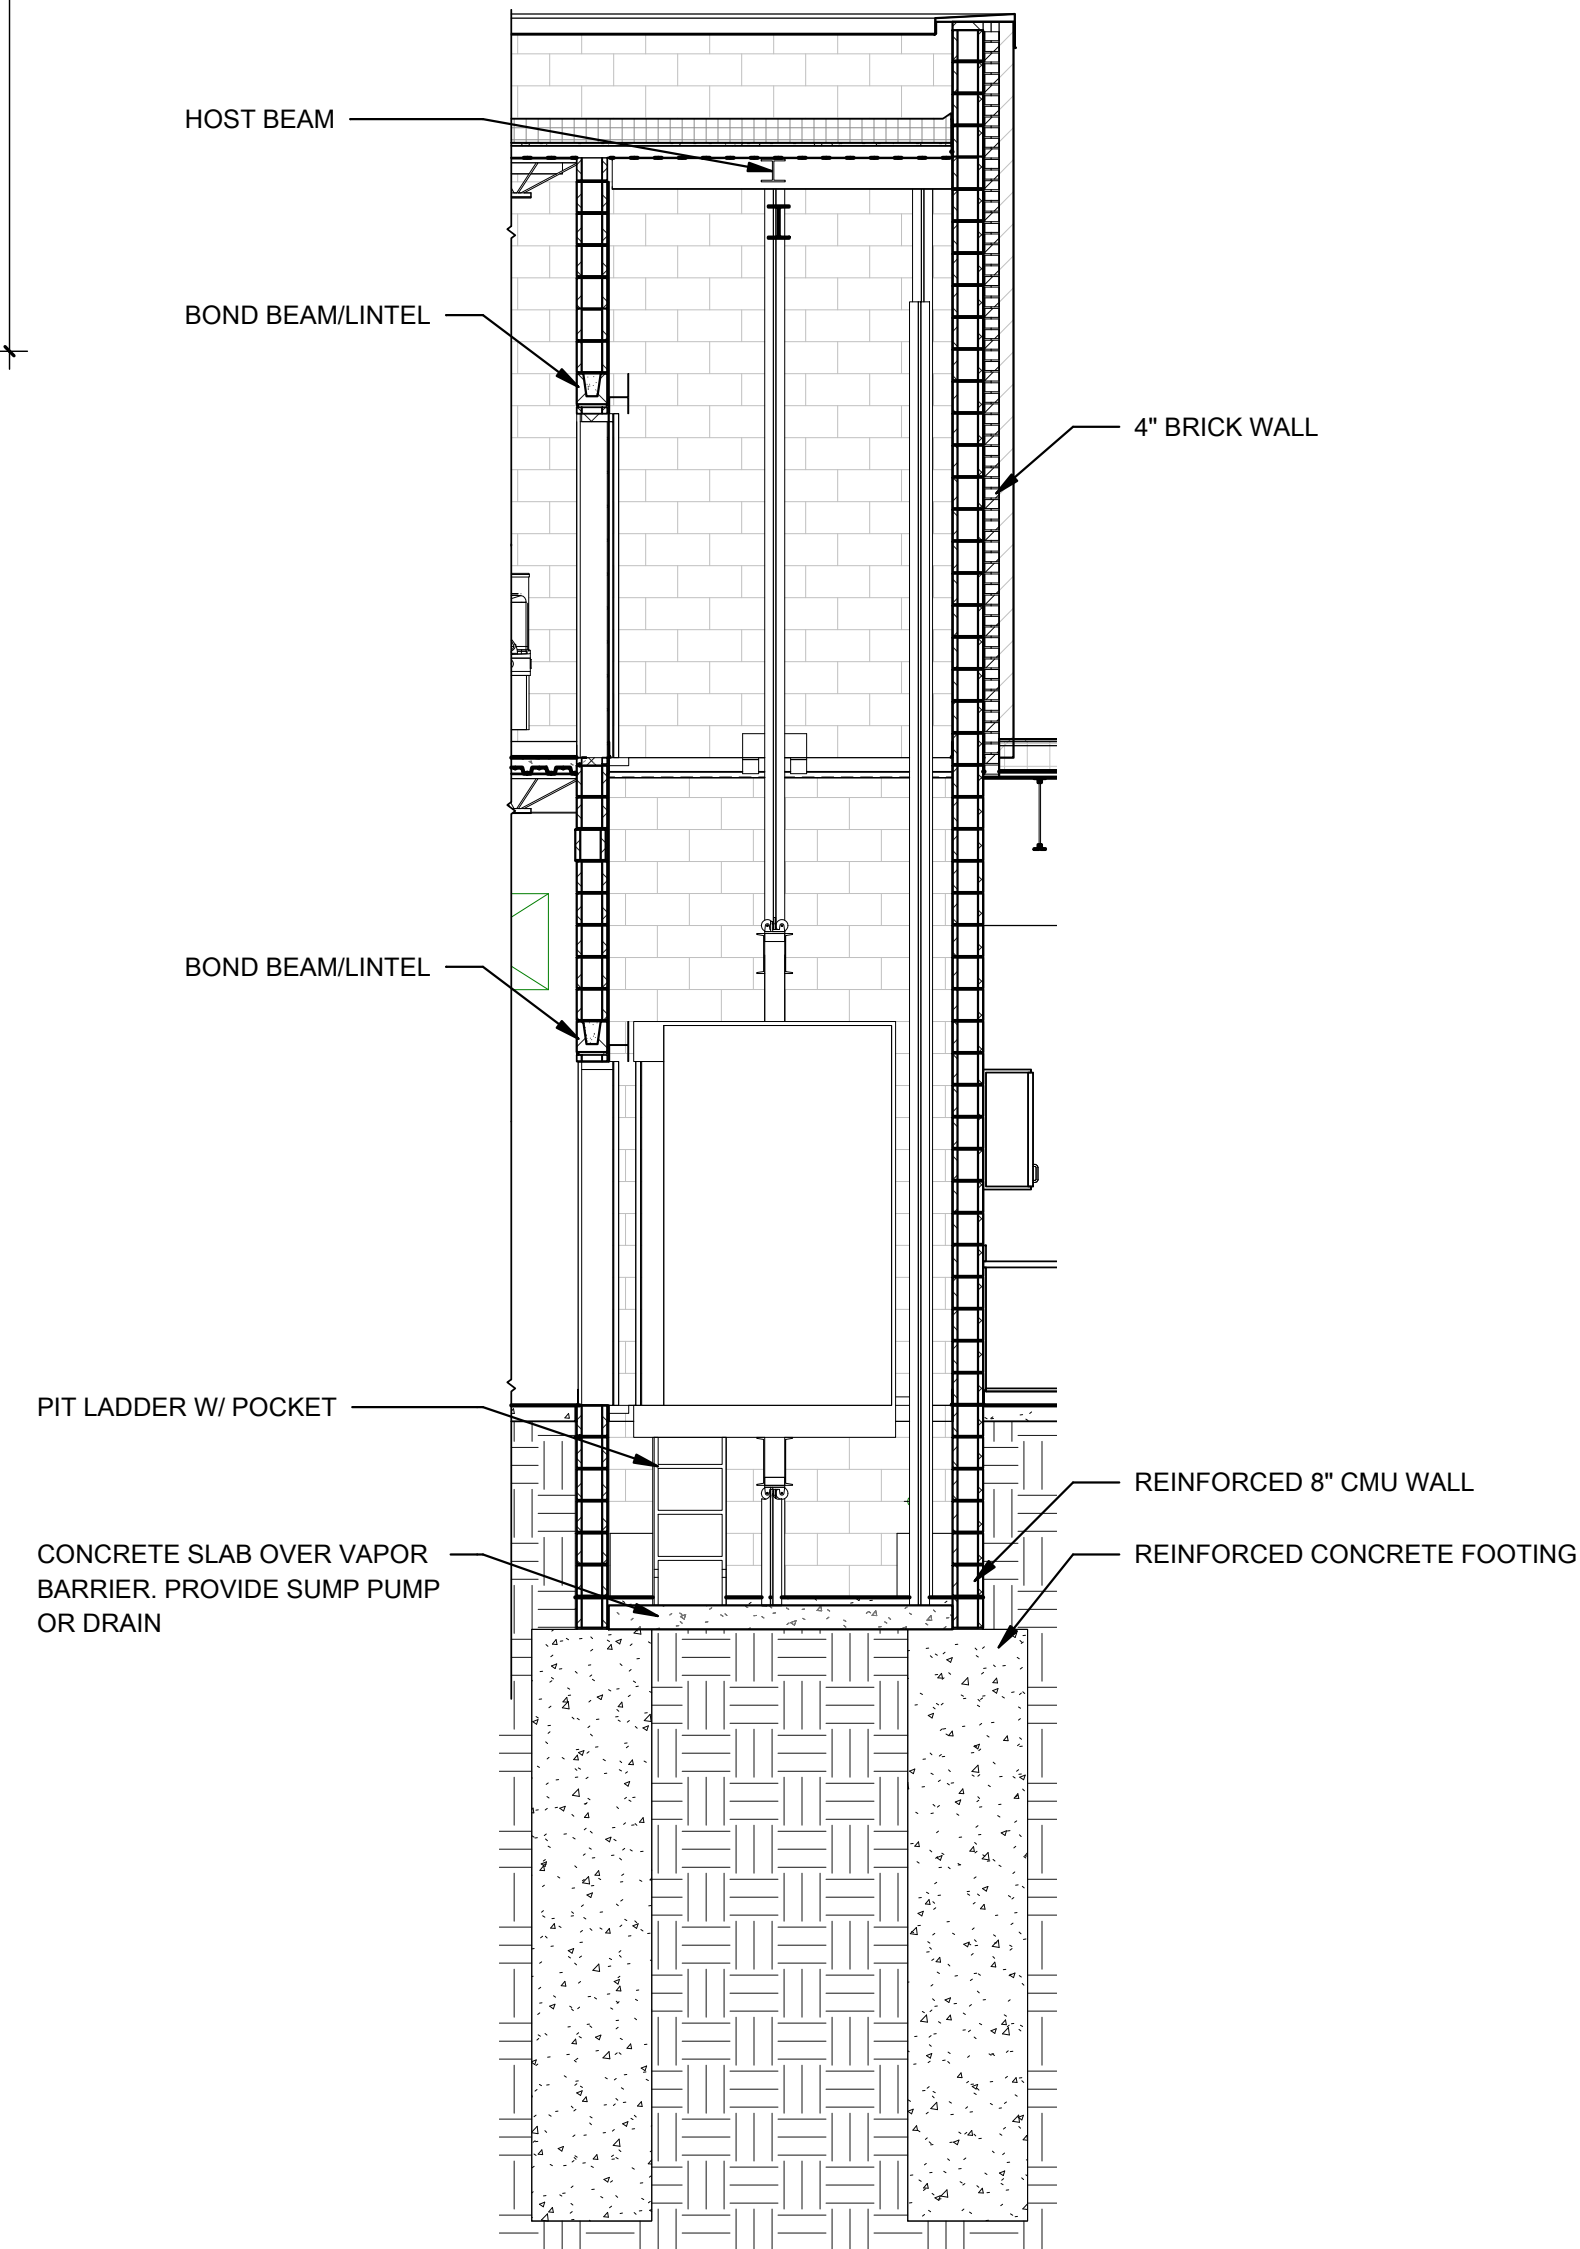 HOST BEAM
BOND BEAM/LINTEL
4" BRICK WALL
BOND BEAM/LINTEL
PIT LADDER W/ POCKET
REINFORCED 8" CMU WALL
CONCRETE SLAB OVER VAPOR
BARRIER. PROVIDE SUMP PUMP
OR DRAIN
REINFORCED CONCRETE FOOTING